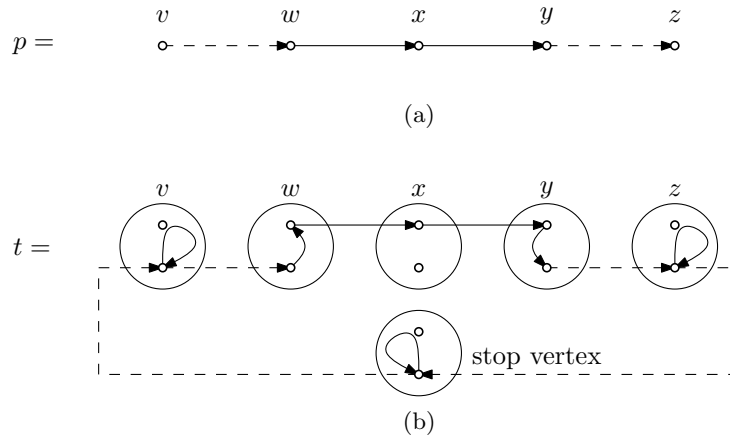 v w x y z
p =
(a)
v w x y z
t =
stop vertex
(b)